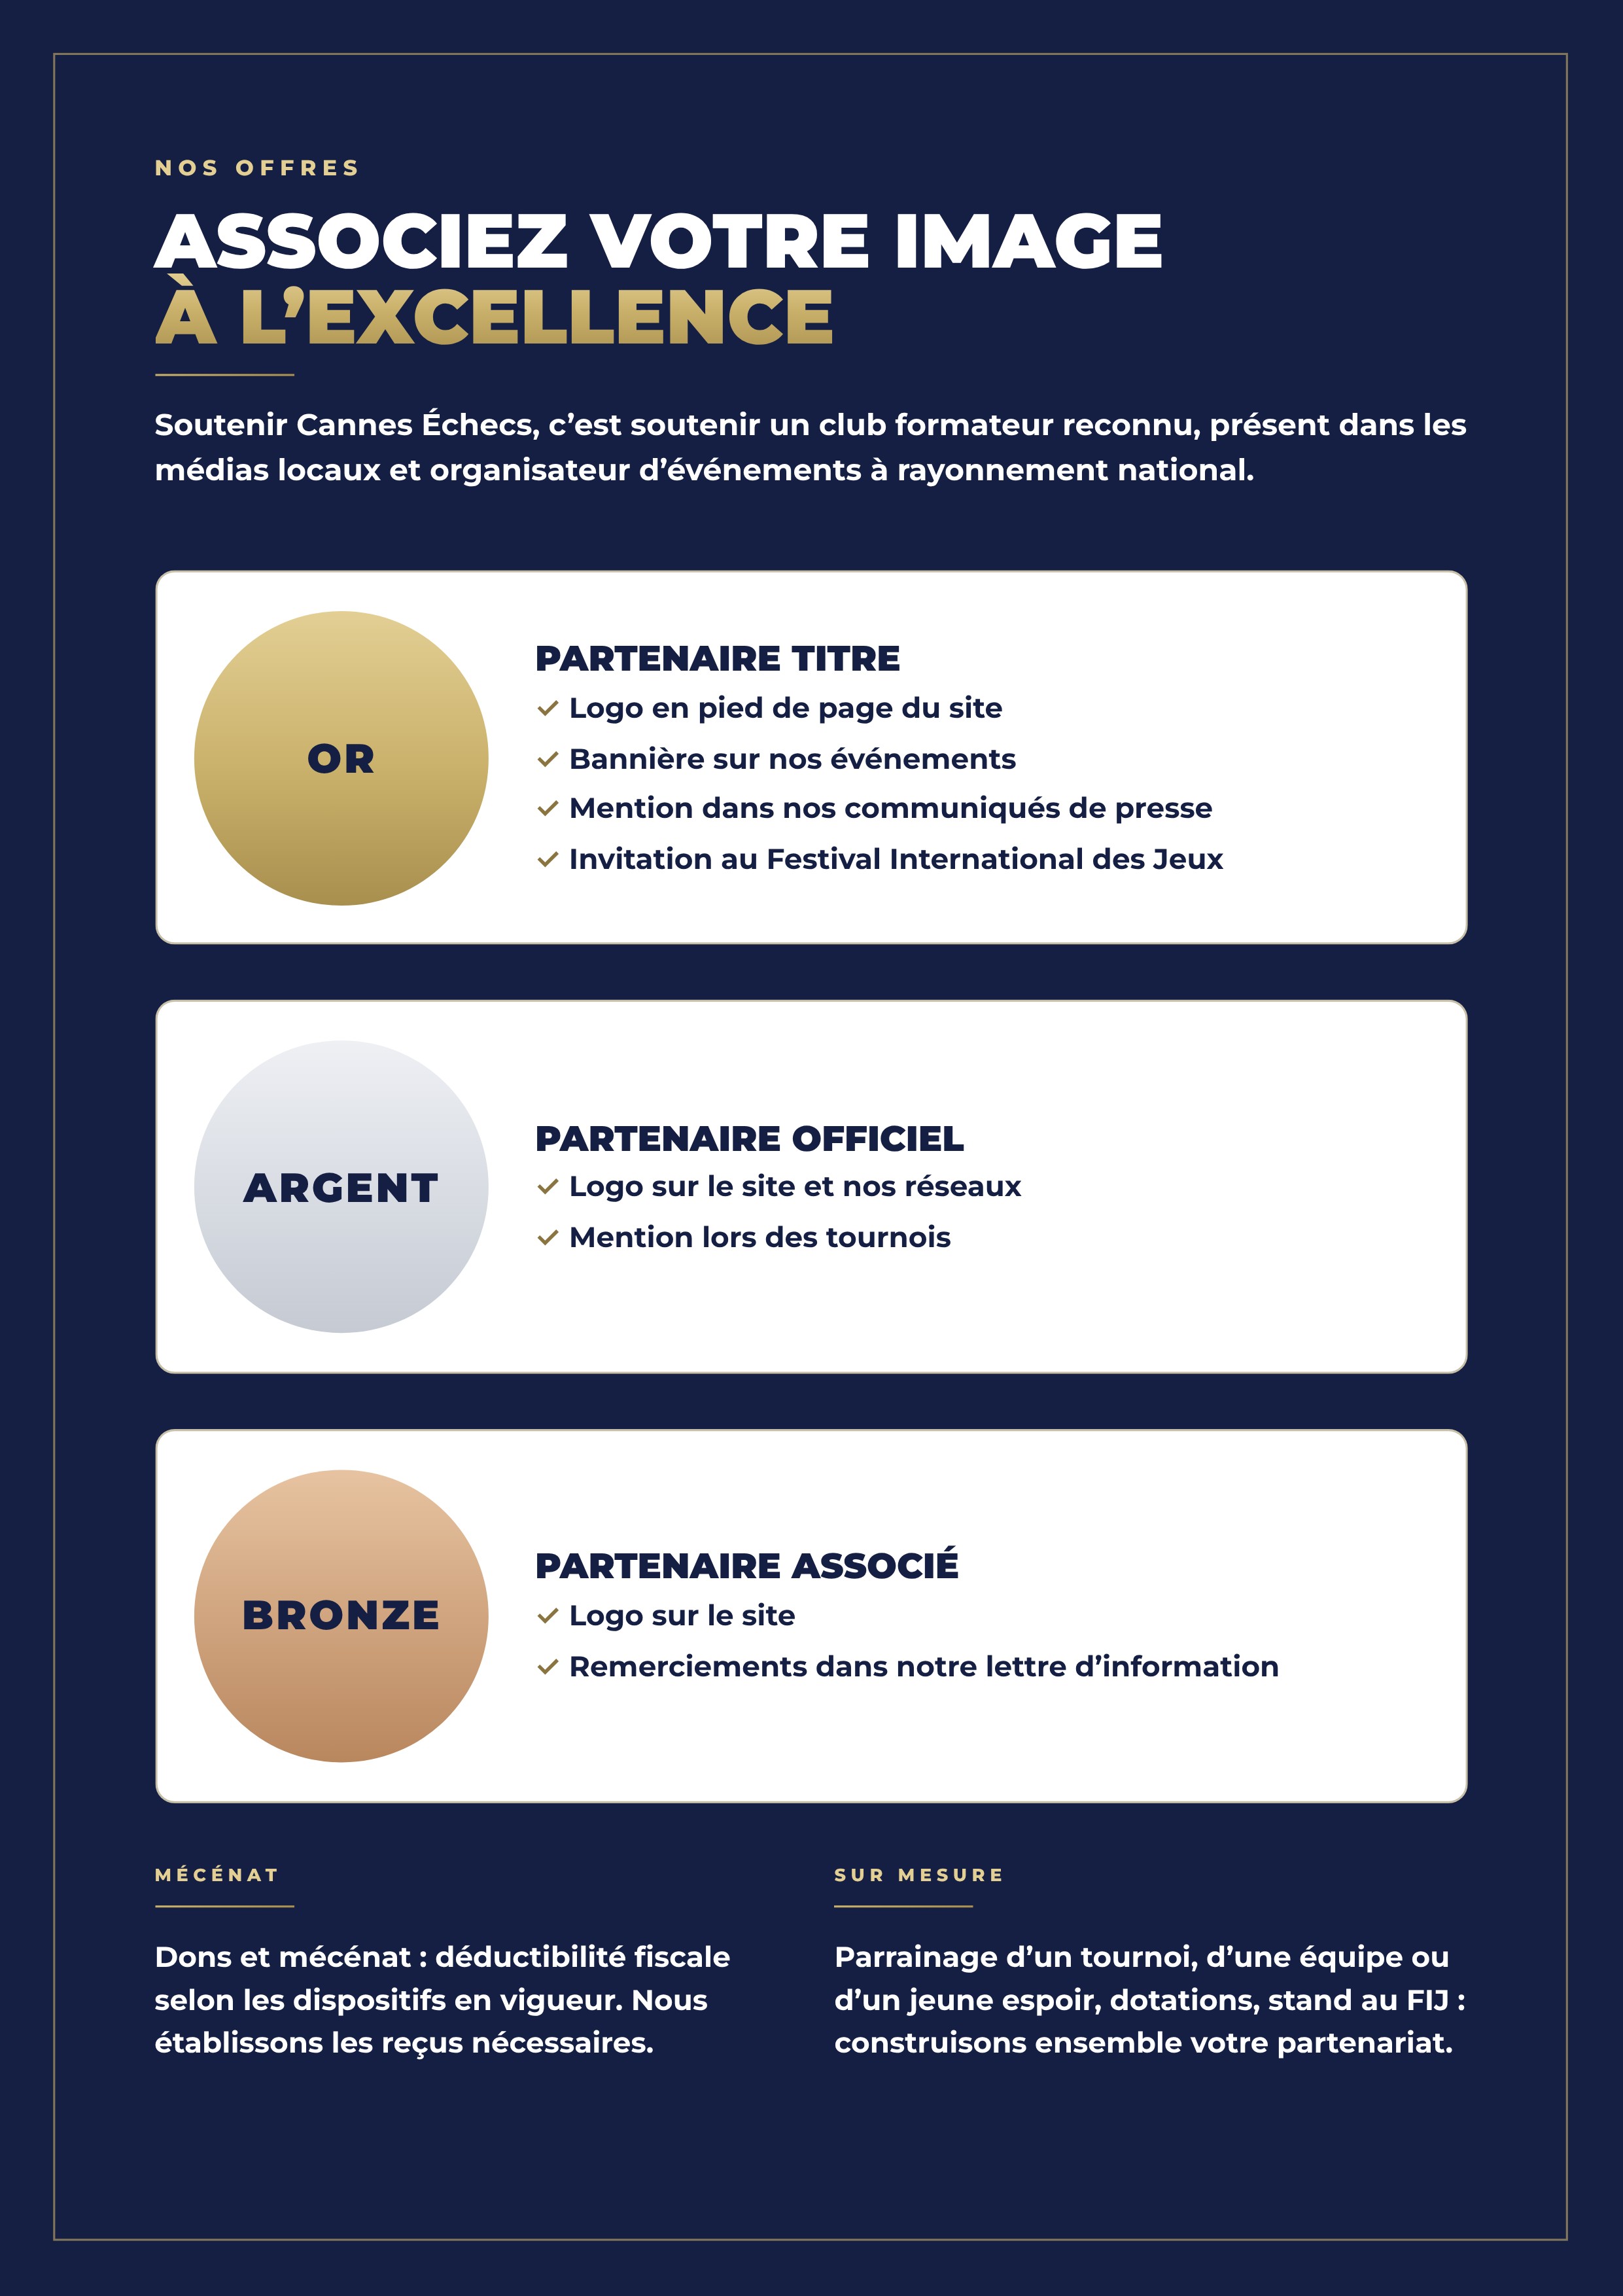 NOS OFFRES
ASSOCIEZ VOTRE IMAGE
À L’EXCELLENCE
Soutenir Cannes Échecs, c’est soutenir un club formateur reconnu, présent dans les
médias locaux et organisateur d’événements à rayonnement national.
OR
PARTENAIRE TITRE
Logo en pied de page du site
Bannière sur nos événements
Mention dans nos communiqués de presse
Invitation au Festival International des Jeux
ARGENT
PARTENAIRE OFFICIEL
Logo sur le site et nos réseaux
Mention lors des tournois
BRONZE
PARTENAIRE ASSOCIÉ
Logo sur le site
Remerciements dans notre lettre d’information
MÉCÉNAT
Dons et mécénat : déductibilité fiscale
selon les dispositifs en vigueur. Nous
établissons les reçus nécessaires.
SUR MESURE
Parrainage d’un tournoi, d’une équipe ou
d’un jeune espoir, dotations, stand au FIJ :
construisons ensemble votre partenariat.